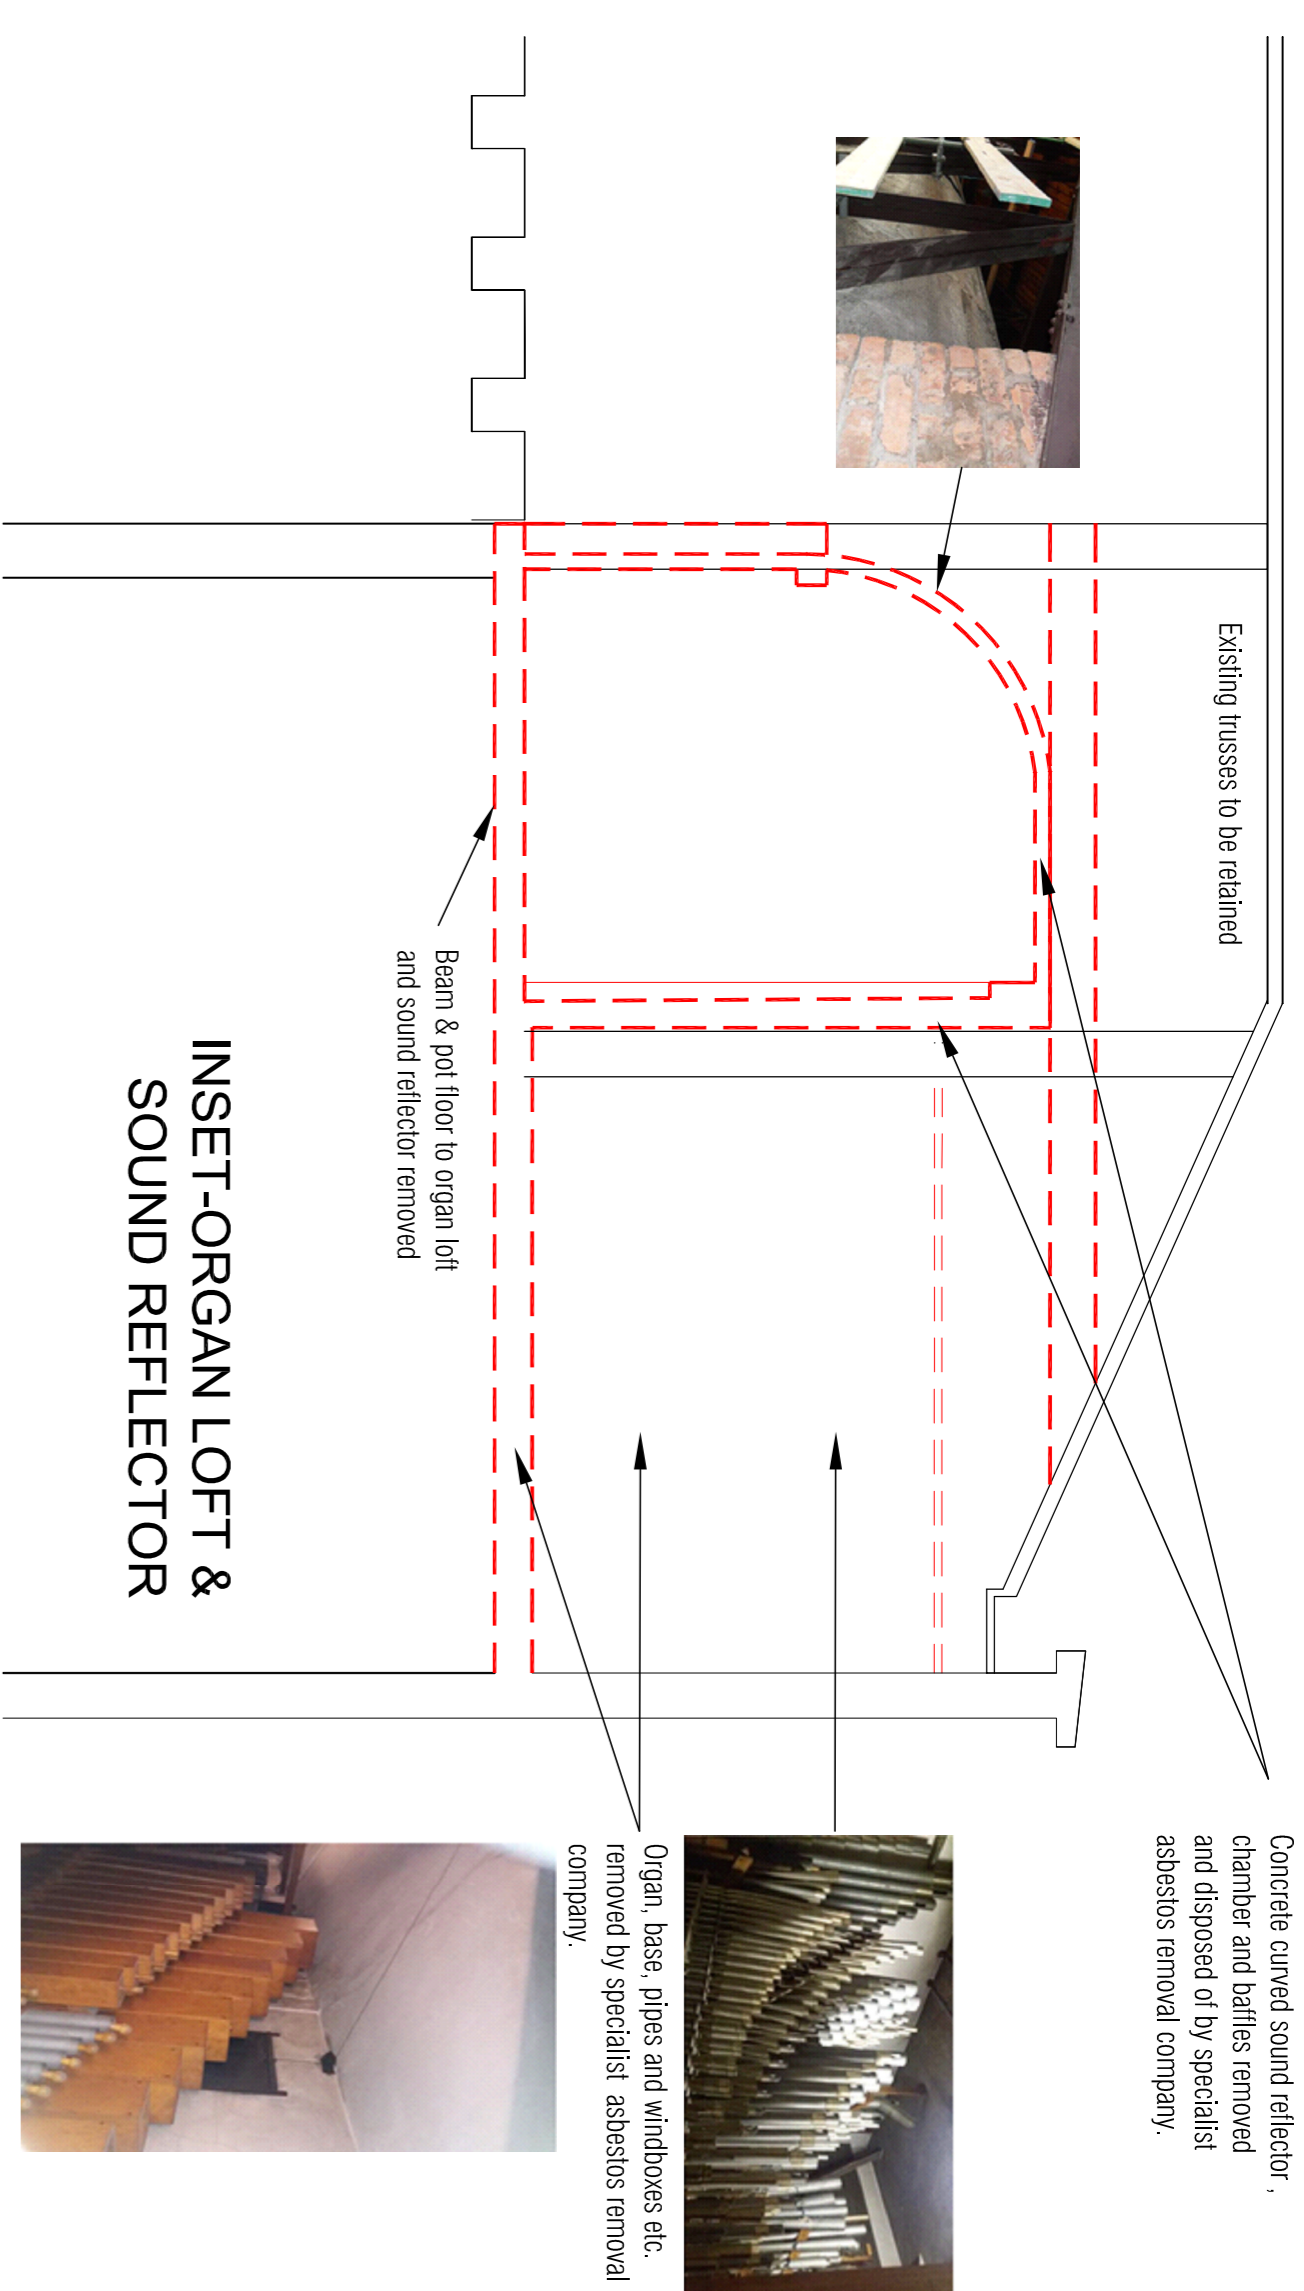 Concrete curved sound reflector ,
chamber and baffles removed
and disposed of by specialist
asbestos removal company.
Existing trusses to be retained
Organ, base, pipes and windboxes etc.
removed by specialist asbestos removal
company.
Beam & pot floor to organ loft
and sound reflector removed
INSET-ORGAN LOFT &
SOUND REFLECTOR